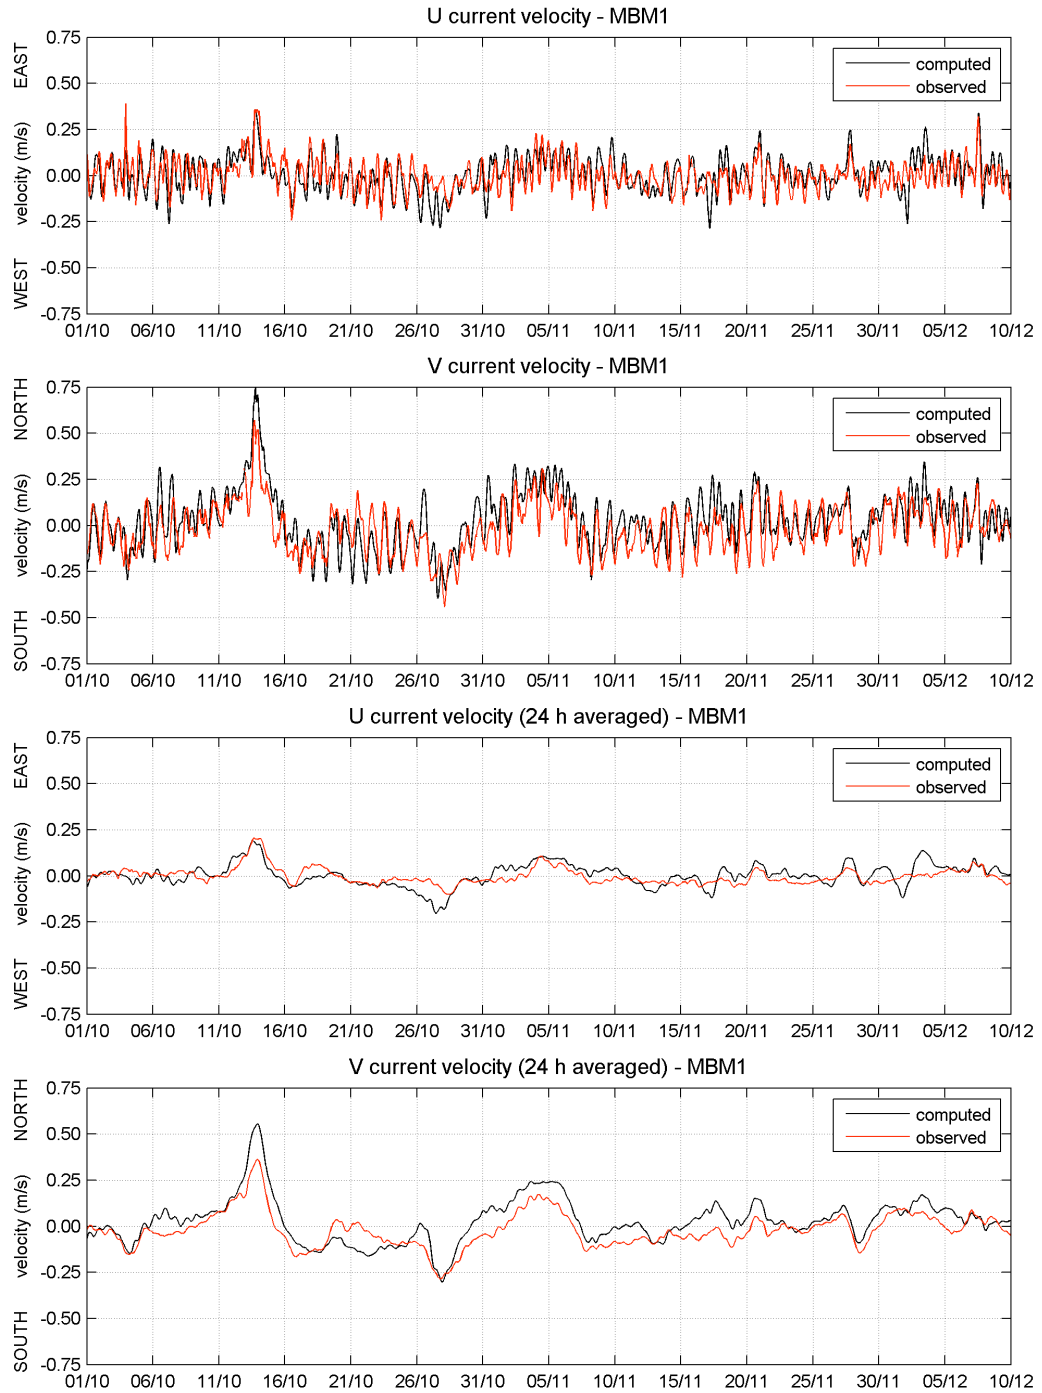 U current velocity - MBM1
0.75
0.50
0.25
0.00
-0.25
-0.50
-0.75
EAST
velocity (m/s)
WEST
computed
observed
01/10 06/10 11/10 16/10 21/10 26/10 31/10 05/11 10/11 15/11 20/11 25/11 30/11 05/12 10/12
V current velocity - MBM1
0.75
0.50
0.25
0.00
-0.25
-0.50
-0.75
NORTH
velocity (m/s)
SOUTH
computed
observed
01/10 06/10 11/10 16/10 21/10 26/10 31/10 05/11 10/11 15/11 20/11 25/11 30/11 05/12 10/12
U current velocity (24 h averaged) - MBM1
0.75
0.50
0.25
0.00
-0.25
-0.50
-0.75
EAST
velocity (m/s)
WEST
computed
observed
01/10 06/10 11/10 16/10 21/10 26/10 31/10 05/11 10/11 15/11 20/11 25/11 30/11 05/12 10/12
V current velocity (24 h averaged) - MBM1
0.75
0.50
0.25
0.00
-0.25
-0.50
-0.75
NORTH
velocity (m/s)
SOUTH
computed
observed
01/10 06/10 11/10 16/10 21/10 26/10 31/10 05/11 10/11 15/11 20/11 25/11 30/11 05/12 10/12